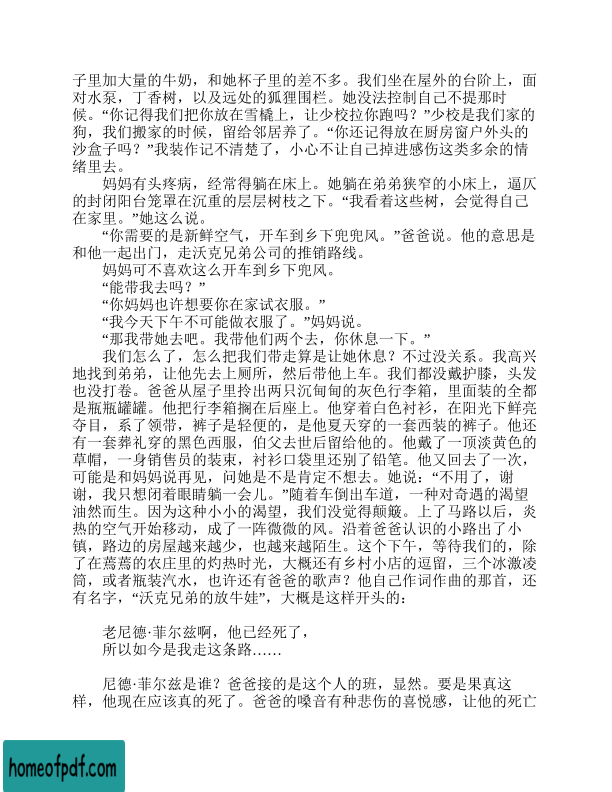 子里加大量的牛奶，和她杯子里的差不多。我们坐在屋外的台阶上，面
对水泵，丁香树，以及远处的狐狸围栏。她没法控制自己不提那时
候。“你记得我们把你放在雪橇上，让少校拉你跑吗？”少校是我们家的
狗，我们搬家的时候，留给邻居养了。“你还记得放在厨房窗户外头的
沙盒子吗？”我装作记不清楚了，小心不让自己掉进感伤这类多余的情
绪里去。
妈妈有头疼病，经常得躺在床上。她躺在弟弟狭窄的小床上，逼仄
的封闭阳台笼罩在沉重的层层树枝之下。“我看着这些树，会觉得自己
在家里。”她这么说。
“你需要的是新鲜空气，开车到乡下兜兜风。”爸爸说。他的意思是
和他一起出门，走沃克兄弟公司的推销路线。
妈妈可不喜欢这么开车到乡下兜风。
“能带我去吗？”
“你妈妈也许想要你在家试衣服。”
“我今天下午不可能做衣服了。”妈妈说。
“那我带她去吧。我带他们两个去，你休息一下。”
我们怎么了，怎么把我们带走算是让她休息？不过没关系。我高兴
地找到弟弟，让他先去上厕所，然后带他上车。我们都没戴护膝，头发
也没打卷。爸爸从屋子里拎出两只沉甸甸的灰色行李箱，里面装的全都
是瓶瓶罐罐。他把行李箱搁在后座上。他穿着白色衬衫，在阳光下鲜亮
夺目，系了领带，裤子是轻便的，是他夏天穿的一套西装的裤子。他还
有一套葬礼穿的黑色西服，伯父去世后留给他的。他戴了一顶淡黄色的
草帽，一身销售员的装束，衬衫口袋里还别了铅笔。他又回去了一次，
可能是和妈妈说再见，问她是不是肯定不想去。她说：“不用了，谢
谢，我只想闭着眼睛躺一会儿。”随着车倒出车道，一种对奇遇的渴望
油然而生。因为这种小小的渴望，我们没觉得颠簸。上了马路以后，炎
热的空气开始移动，成了一阵微微的风。沿着爸爸认识的小路出了小
镇，路边的房屋越来越少，也越来越陌生。这个下午，等待我们的，除
了在蔫蔫的农庄里的灼热时光，大概还有乡村小店的逗留，三个冰激凌
筒，或者瓶装汽水，也许还有爸爸的歌声？他自己作词作曲的那首，还
有名字，“沃克兄弟的放牛娃”，大概是这样开头的：
老尼德·菲尔兹啊，他已经死了，
所以如今是我走这条路……
尼德·菲尔兹是谁？爸爸接的是这个人的班，显然。要是果真这
样，他现在应该真的死了。爸爸的嗓音有种悲伤的喜悦感，让他的死亡
homeofpdf.com